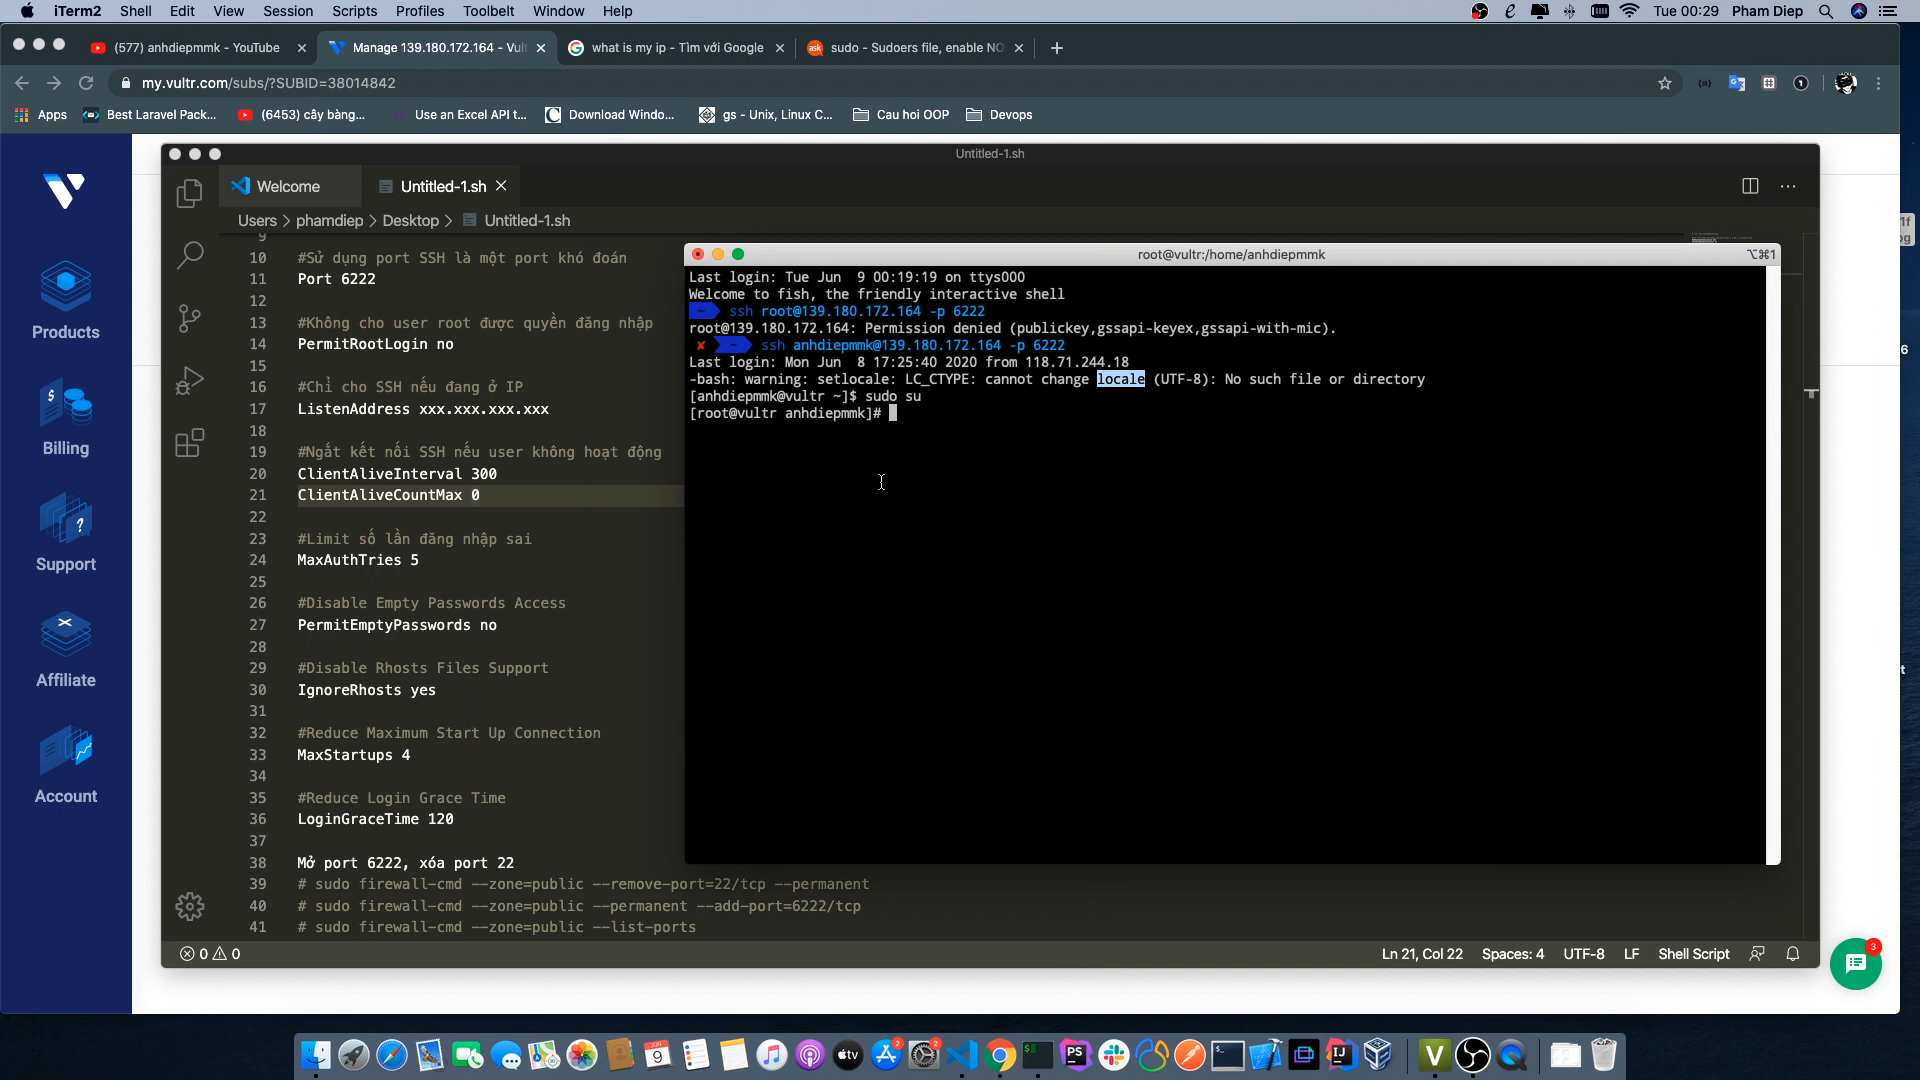 iTerm2 Shell Edit View Session Scripts Profiles Toolbelt Window Help Tue 00:29 Pham Diep
(577) anhdiepmmk - YouTube Manage 139.180.172.164 - Vul what is my ip - Tìm với Google sudo - Sudoers file, enable NO
my.vultr.com/subs/?SUBID=38014842
Apps Best Laravel Pack... (6453) cây bàng... Use an Excel API t... Download Windo... gs - Unix, Linux C... Cau hoi OOP Devops
Products
Billing
Support
Affiliate
Account
Untitled-1.sh
Welcome Untitled-1.sh
Users > phamdiep > Desktop > Untitled-1.sh
9
10 #Sử dụng port SSH là một port khó đoán
11 Port 6222
12
13 #Không cho user root được quyền đăng nhập
14 PermitRootLogin no
15
16 #Chỉ cho SSH nếu đang ở IP
17 ListenAddress xxx.xxx.xxx.xxx
18
19 #Ngắt kết nối SSH nếu user không hoạt động
20 ClientAliveInterval 300
21 ClientAliveCountMax 0
22
23 #Limit số lần đăng nhập sai
24 MaxAuthTries 5
25
26 #Disable Empty Passwords Access
27 PermitEmptyPasswords no
28
29 #Disable Rhosts Files Support
30 IgnoreRhosts yes
31
32 #Reduce Maximum Start Up Connection
33 MaxStartups 4
34
35 #Reduce Login Grace Time
36 LoginGraceTime 120
37
38 Mở port 6222, xóa port 22
39 # sudo firewall-cmd --zone=public --remove-port=22/tcp --permanent
40 # sudo firewall-cmd --zone=public --permanent --add-port=6222/tcp
41 # sudo firewall-cmd --zone=public --list-ports
root@vultr:/home/anhdiepmmk ⌥⌘1
Last login: Tue Jun  9 00:19:19 on ttys000
Welcome to fish, the friendly interactive shell
~ ssh root@139.180.172.164 -p 6222
root@139.180.172.164: Permission denied (publickey,gssapi-keyex,gssapi-with-mic).
✘ ~ ssh anhdiepmmk@139.180.172.164 -p 6222
Last login: Mon Jun  8 17:25:40 2020 from 118.71.244.18
-bash: warning: setlocale: LC_CTYPE: cannot change locale (UTF-8): No such file or directory
[anhdiepmmk@vultr ~]$ sudo su
[root@vultr anhdiepmmk]#
0 0 Ln 21, Col 22 Spaces: 4 UTF-8 LF Shell Script
3
JUN 9 tv 2 2 PS IJ V